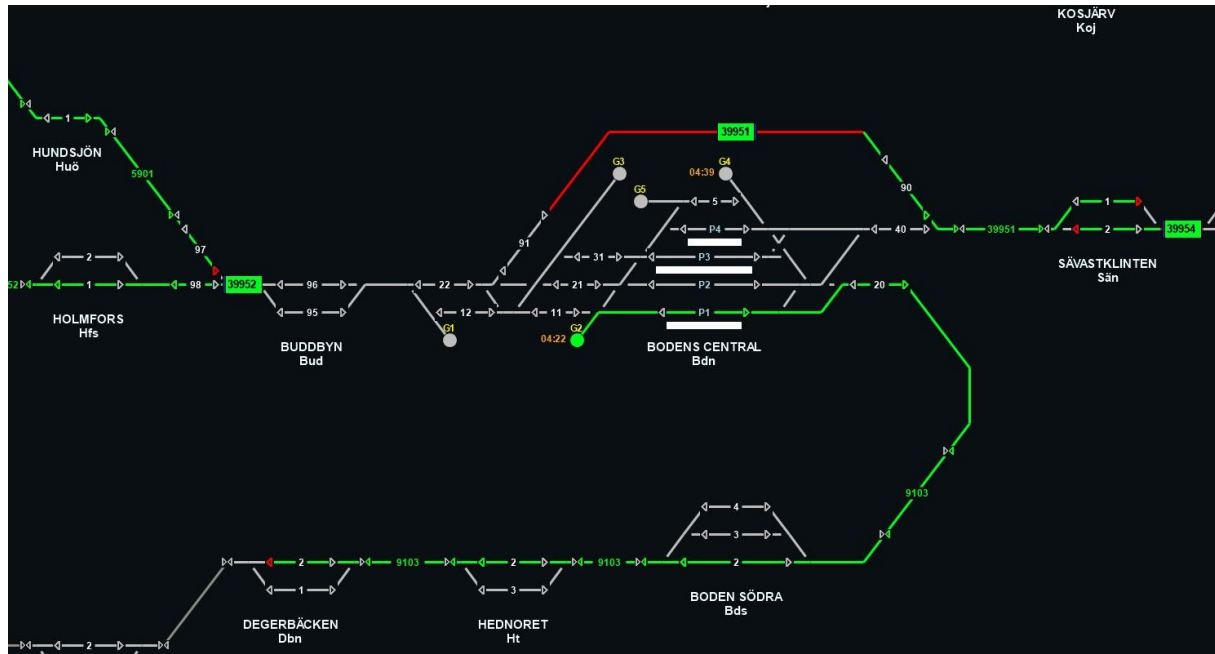 KOSJÄRV
Koj
1
HUNDSJÖN
Huö
39951
G3
04:39
G4
5901
G5
5
90
1
97
91
P4
40
39951
2
39954
2
31
P3
SÄVASTKLINTEN
Sän
52
1
98
39952
96
22
21
P2
20
HOLMFORS
Hfs
95
12
11
P1
G1
04:22
G2
BUDDBYN
Bud
BODENS CENTRAL
Bdn
9103
4
3
2
9103
2
9103
2
1
3
BODEN SÖDRA
Bds
DEGERBÄCKEN
Dbn
HEDNORET
Ht
2